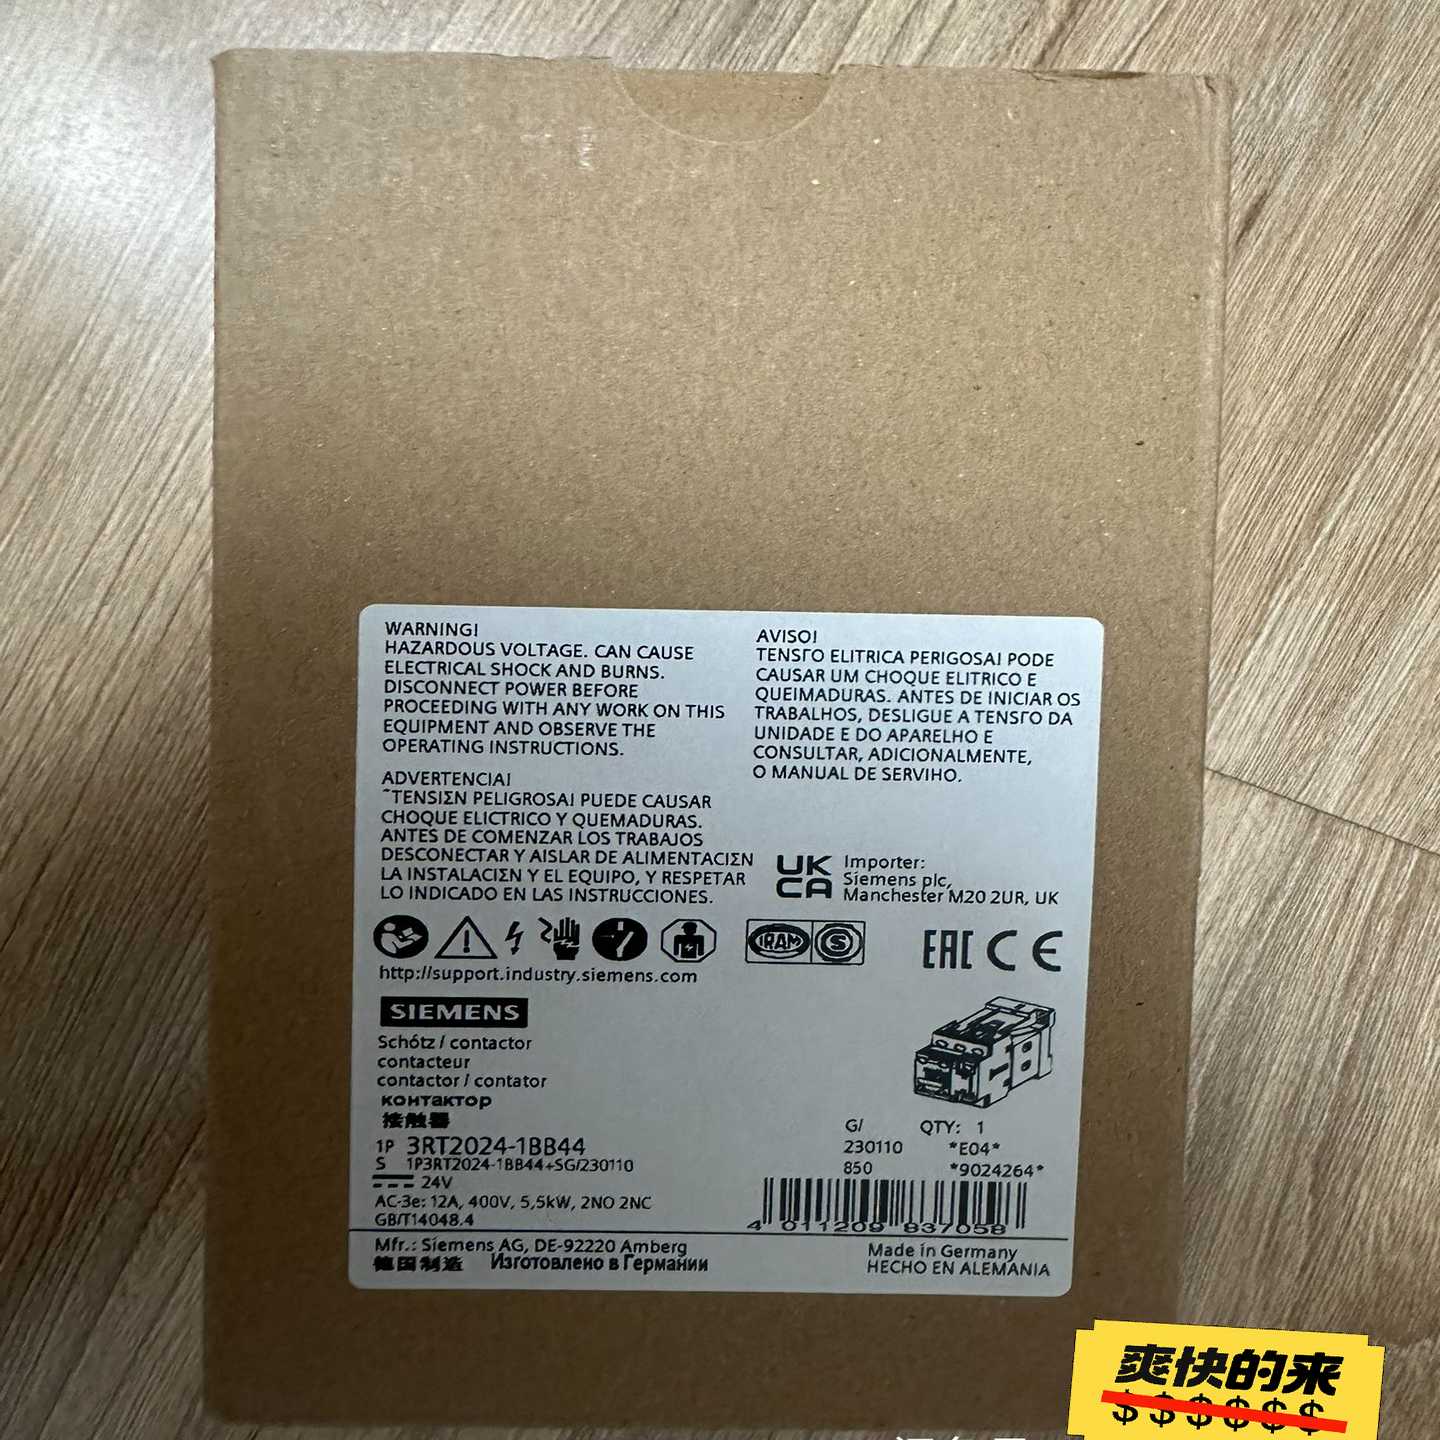 WARNING!
HAZARDOUS VOLTAGE. CAN CAUSE
ELECTRICAL SHOCK AND BURNS.
DISCONNECT POWER BEFORE
PROCEEDING WITH ANY WORK ON THIS
EQUIPMENT AND OBSERVE THE
OPERATING INSTRUCTIONS.
ADVERTENCIA!
˜TENSIΣN PELIGROSA! PUEDE CAUSAR
CHOQUE ELICTRICO Y QUEMADURAS.
ANTES DE COMENZAR LOS TRABAJOS
DESCONECTAR Y AISLAR DE ALIMENTACIΣN
LA INSTALACIΣN Y EL EQUIPO, Y RESPETAR
LO INDICADO EN LAS INSTRUCCIONES.
AVISO!
TENSΓO ELITRICA PERIGOSA! PODE
CAUSAR UM CHOQUE ELITRICO E
QUEIMADURAS. ANTES DE INICIAR OS
TRABALHOS, DESLIGUE A TENSΓO DA
UNIDADE E DO APARELHO E
CONSULTAR, ADICIONALMENTE,
O MANUAL DE SERVIHO.
UK
CA
Importer:
Siemens plc,
Manchester M20 2UR, UK
IRAM S
EAC CE
http://support.industry.siemens.com
SIEMENS
Schótz / contactor
contacteur
contactor / contator
контактор
接触器
1P 3RT2024-1BB44
S 1P3RT2024-1BB44+SG/230110
24V
AC-3e: 12A, 400V, 5,5kW, 2NO 2NC
GB/T14048.4
G/ QTY: 1
230110 *E04*
850 *9024264*
4 011209 837058
Mfr.: Siemens AG, DE-92220 Amberg
德国制造 Изготовлено в Германии
Made in Germany
HECHO EN ALEMANIA
爽快的来
$$$$$$